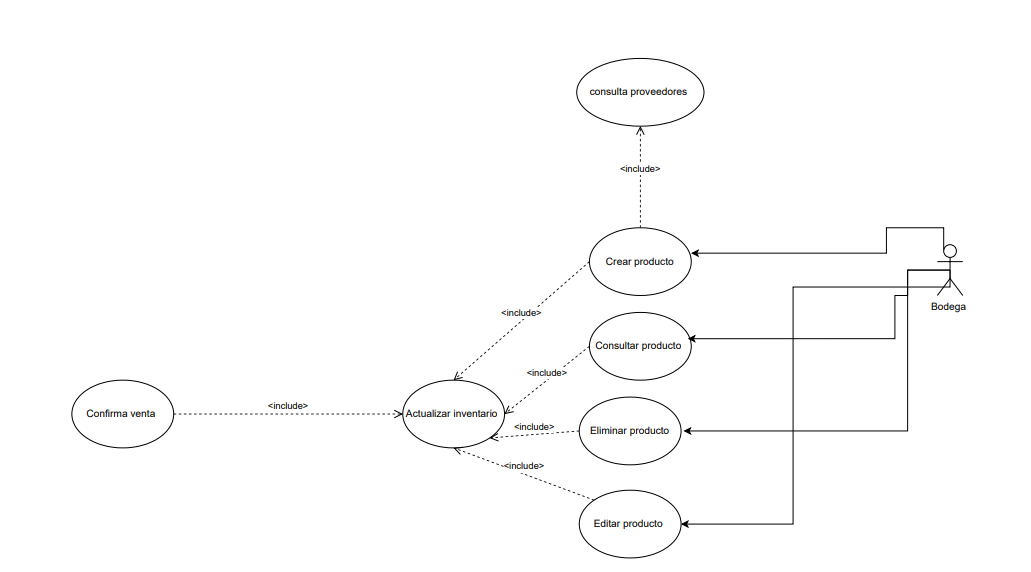 consulta proveedores
<include>
Crear producto
Bodega
<include>
Consultar producto
<include>
<include>
Confirma venta
Actualizar inventario
<include>
Eliminar producto
<include>
Editar producto